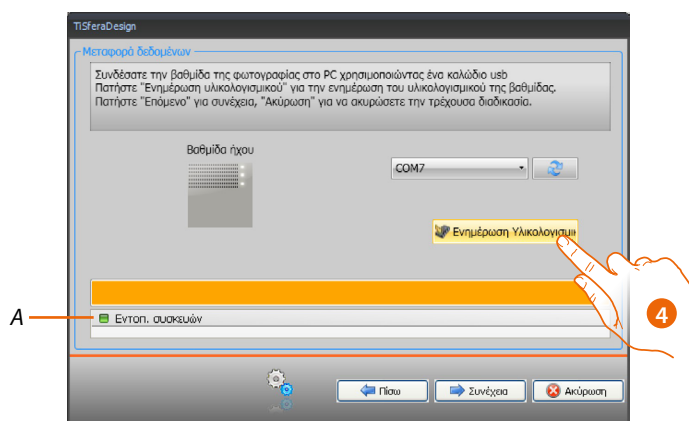 TiSferaDesign
Μεταφορά δεδομένων
Συνδέσατε την βαθμίδα της φωτογραφίας στο PC χρησιμοποιώντας ένα καλώδιο usb
Πατήστε "Ενημέρωση υλικολογισμικού" για την ενημέρωση του υλικολογισμικού της βαθμίδας.
Πατήστε "Επόμενο" για συνέχεια, "Ακύρωση" για να ακυρώσετε την τρέχουσα διαδικασία.
Βαθμίδα ήχου
COM7
Ενημέρωση Υλικολογισμικ
4
A
Εντοπ. συσκευών
Πίσω
Συνέχεια
Ακύρωση